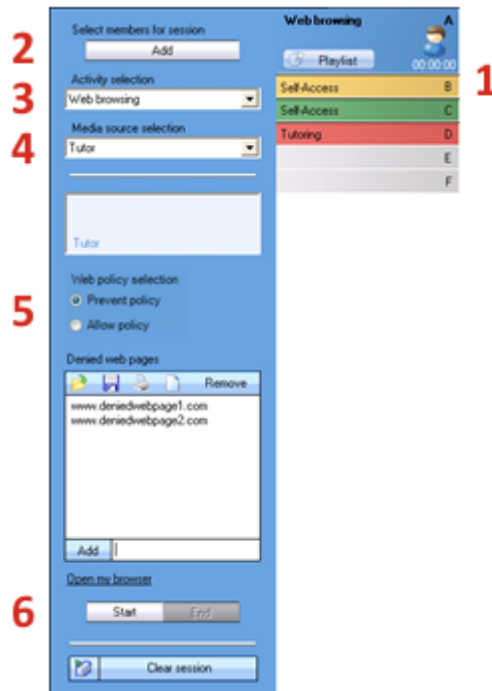 2
Select members for session
Add
3
Activity selection
Web browsing
4
Media source selection
Tutor
Tutor
5
Web policy selection
Prevent policy
Allow policy
Denied web pages
Remove
www.deniedwebpage1.com
www.deniedwebpage2.com
Add
Open my browser
6
Start End
Clear session
Web browsing A
Playlist 00:00:00
1
Self-Access B
Self-Access C
Tutoring D
E
F